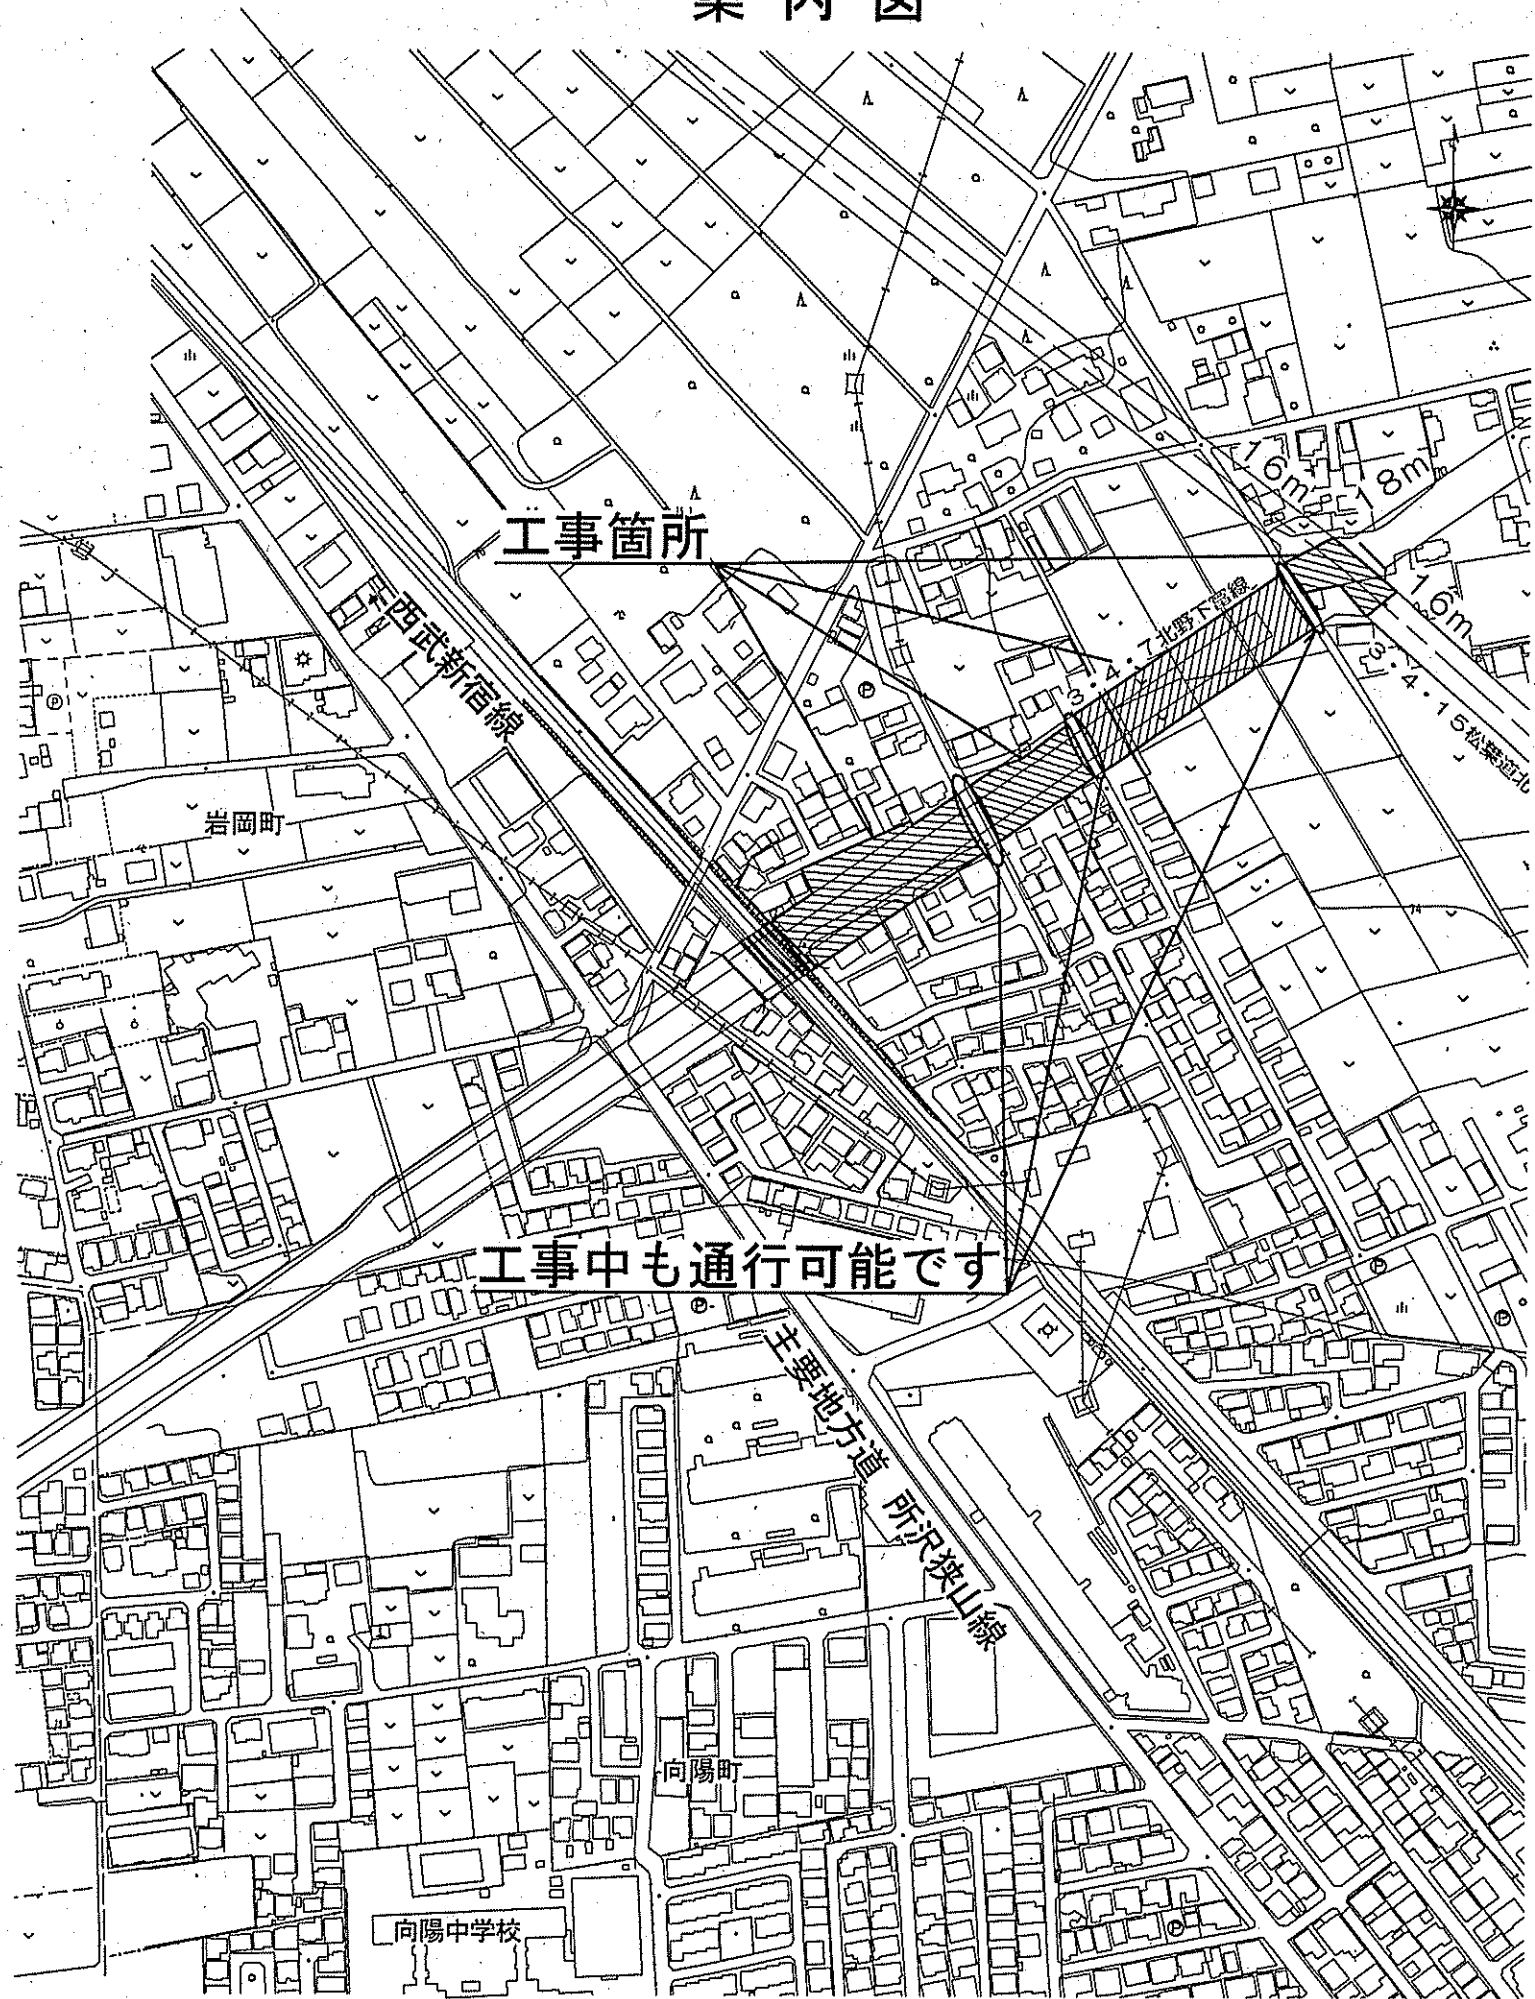 案内図
16m
18m
工事箇所
西武新宿線
3・4・7北野下富線
16m
3・4・15松葉道北
岩岡町
74
工事中も通行可能です
主要地方道 所沢狭山線
向陽町
向陽中学校